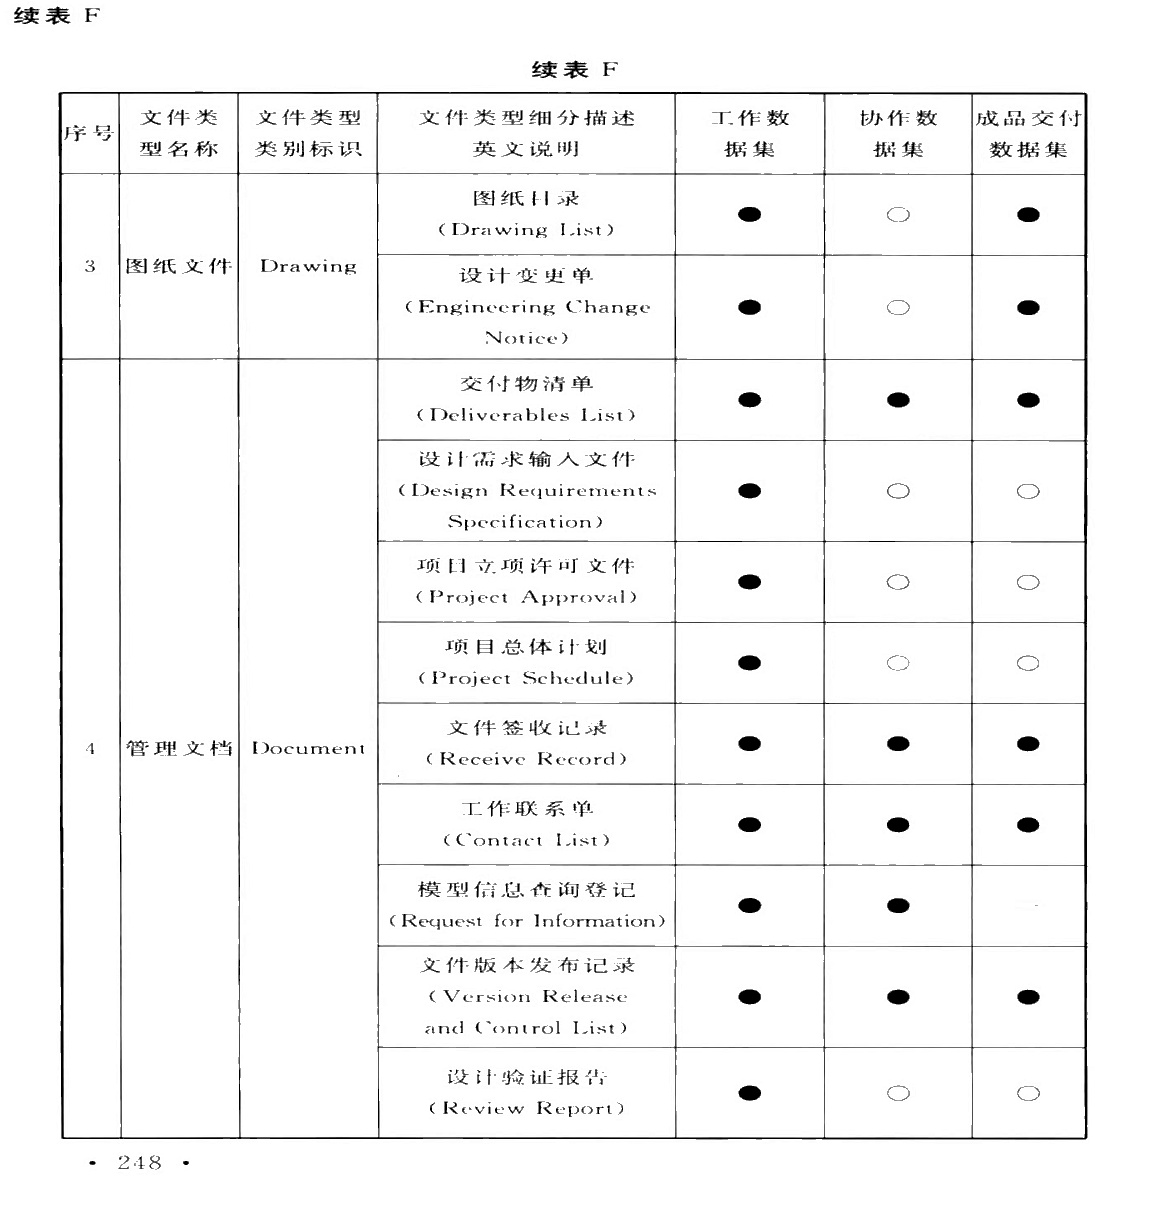 续表 F
续表 F
序号 文件类型名称 文件类型类别标识 文件类型细分描述英文说明 工作数据集 协作数据集 成品交付数据集
3 图纸文件 Drawing
图纸目录
(Drawing List)
● ○ ●
设计变更单
(Engineering Change
Notice)
● ○ ●
4 管理文档 Document
交付物清单
(Deliverables List)
● ● ●
设计需求输入文件
(Design Requirements
Specification)
● ○ ○
项目立项许可文件
(Project Approval)
● ○ ○
项目总体计划
(Project Schedule)
● ○ ○
文件签收记录
(Receive Record)
● ● ●
工作联系单
(Contact List)
● ● ●
模型信息查询登记
(Request for Information)
● ● —
文件版本发布记录
(Version Release
and Control List)
● ● ●
设计验证报告
(Review Report)
● ○ ○
• 248 •